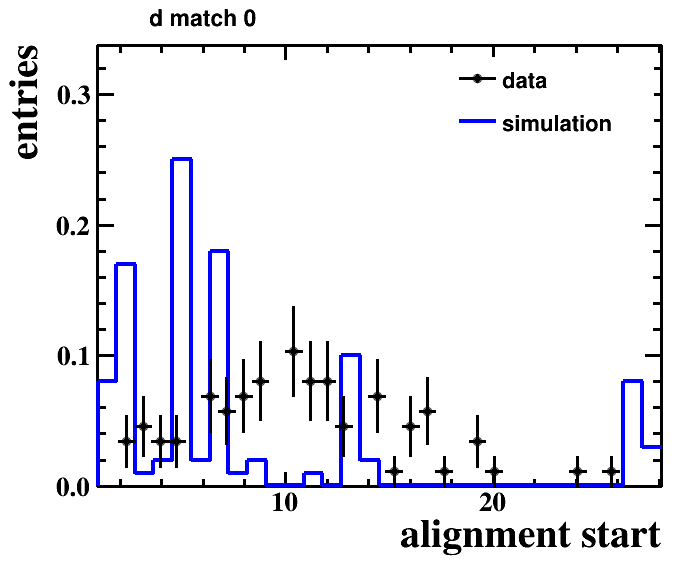 d match 0
entries
data
simulation
0.3
0.2
0.1
0.0
10
20
alignment start